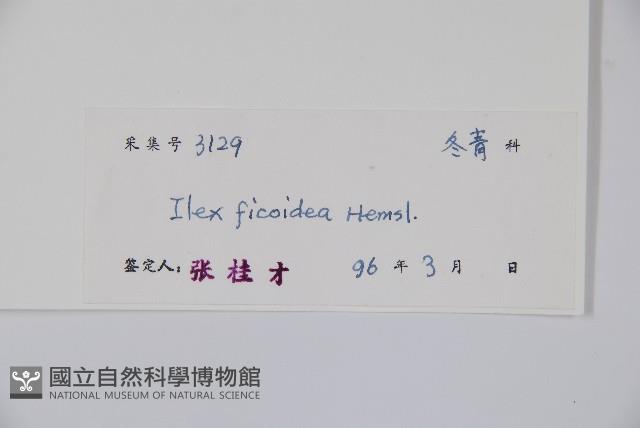 采集号 3129 冬青 科
Ilex ficoidea Hemsl.
签定人: 张桂才 96 年 3 月 日
國立自然科學博物館
NATIONAL MUSEUM OF NATURAL SCIENCE